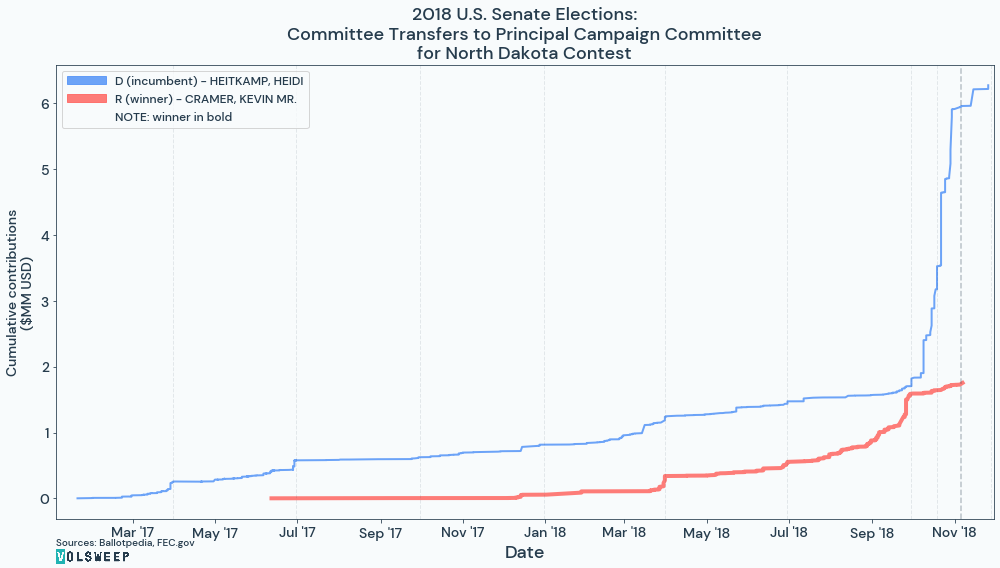 2018 U.S. Senate Elections:
Committee Transfers to Principal Campaign Committee
for North Dakota Contest
D (incumbent) - HEITKAMP, HEIDI
R (winner) - CRAMER, KEVIN MR.
NOTE: winner in bold
Cumulative contributions
($MM USD)
6
5
4
3
2
1
0
Mar '17
May '17
Jul '17
Sep '17
Nov '17
Jan '18
Mar '18
May '18
Jul '18
Sep '18
Nov '18
Date
Sources: Ballotpedia, FEC.gov
VOLSWEEP